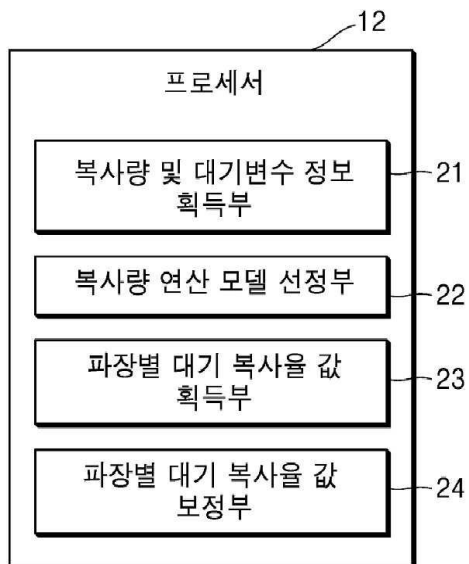 12
프로세서
복사량 및 대기변수 정보
획득부
21
복사량 연산 모델 선정부
22
파장별 대기 복사율 값
획득부
23
파장별 대기 복사율 값
보정부
24